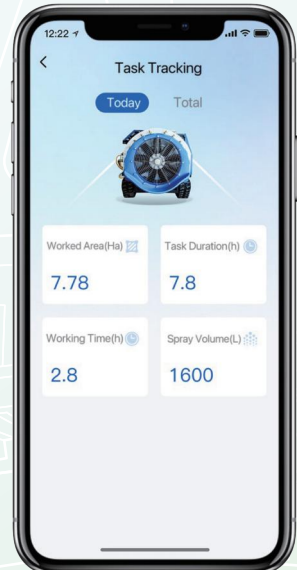 12:22
Task Tracking
Today Total
Worked Area(Ha) Task Duration(h)
7.78 7.8
Working Time(h) Spray Volume(L)
2.8 1600